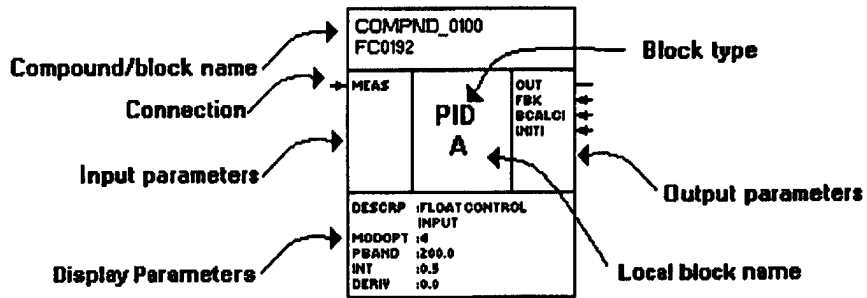 COMPND_0100
FC0192
Compound/block name
Block type
Connection
MEAS
PID
A
OUT
FBK
BCALCI
INITI
Input parameters
Output parameters
DESCRP :FLOAT CONTROL
INPUT
MODOPT :4
PBAND :200.0
INT :0.5
DERIV :0.0
Display Parameters
Local block name